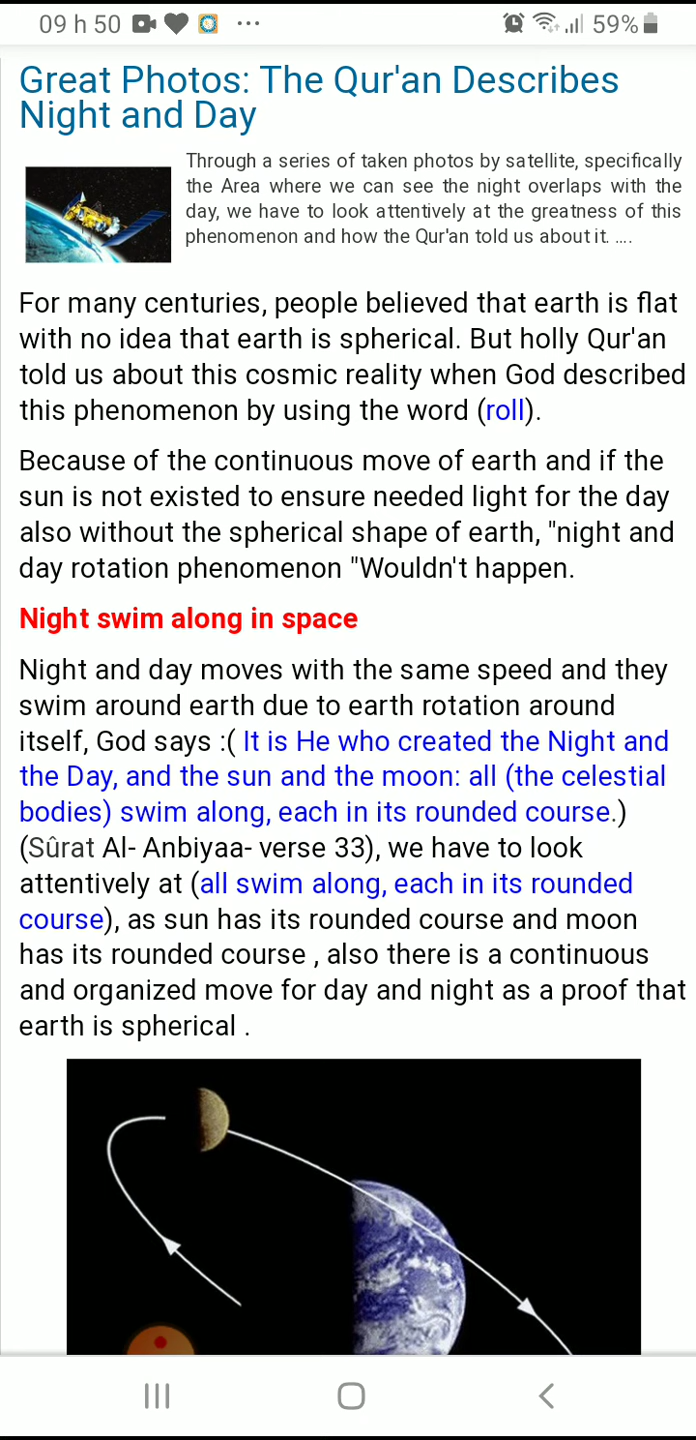 09 h 50 ... 59%
Great Photos: The Qur'an Describes
Night and Day
Through a series of taken photos by satellite, specifically
the Area where we can see the night overlaps with the
day, we have to look attentively at the greatness of this
phenomenon and how the Qur'an told us about it. ....
For many centuries, people believed that earth is flat
with no idea that earth is spherical. But holly Qur'an
told us about this cosmic reality when God described
this phenomenon by using the word (roll).
Because of the continuous move of earth and if the
sun is not existed to ensure needed light for the day
also without the spherical shape of earth, "night and
day rotation phenomenon "Wouldn't happen.
Night swim along in space
Night and day moves with the same speed and they
swim around earth due to earth rotation around
itself, God says :( It is He who created the Night and
the Day, and the sun and the moon: all (the celestial
bodies) swim along, each in its rounded course.)
(Sûrat Al- Anbiyaa- verse 33), we have to look
attentively at (all swim along, each in its rounded
course), as sun has its rounded course and moon
has its rounded course , also there is a continuous
and organized move for day and night as a proof that
earth is spherical .